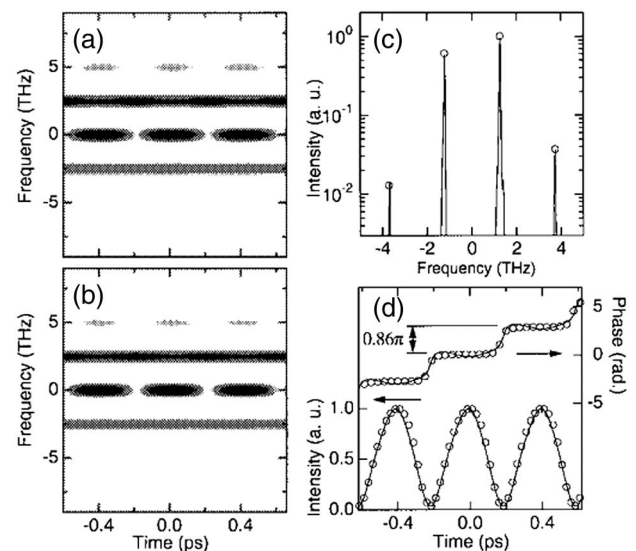 (a)
5
0
-5
Frequency (THz)
(b)
5
0
-5
Frequency (THz)
-0.4
0.0
0.4
Time (ps)
(c)
10⁰
10⁻¹
10⁻²
Intensity (a. u.)
-4
-2
0
2
4
Frequency (THz)
(d)
0.86π
5
0
-5
Phase (rad.)
1.0
0.5
0.0
Intensity (a. u.)
-0.4
0.0
0.4
Time (ps)